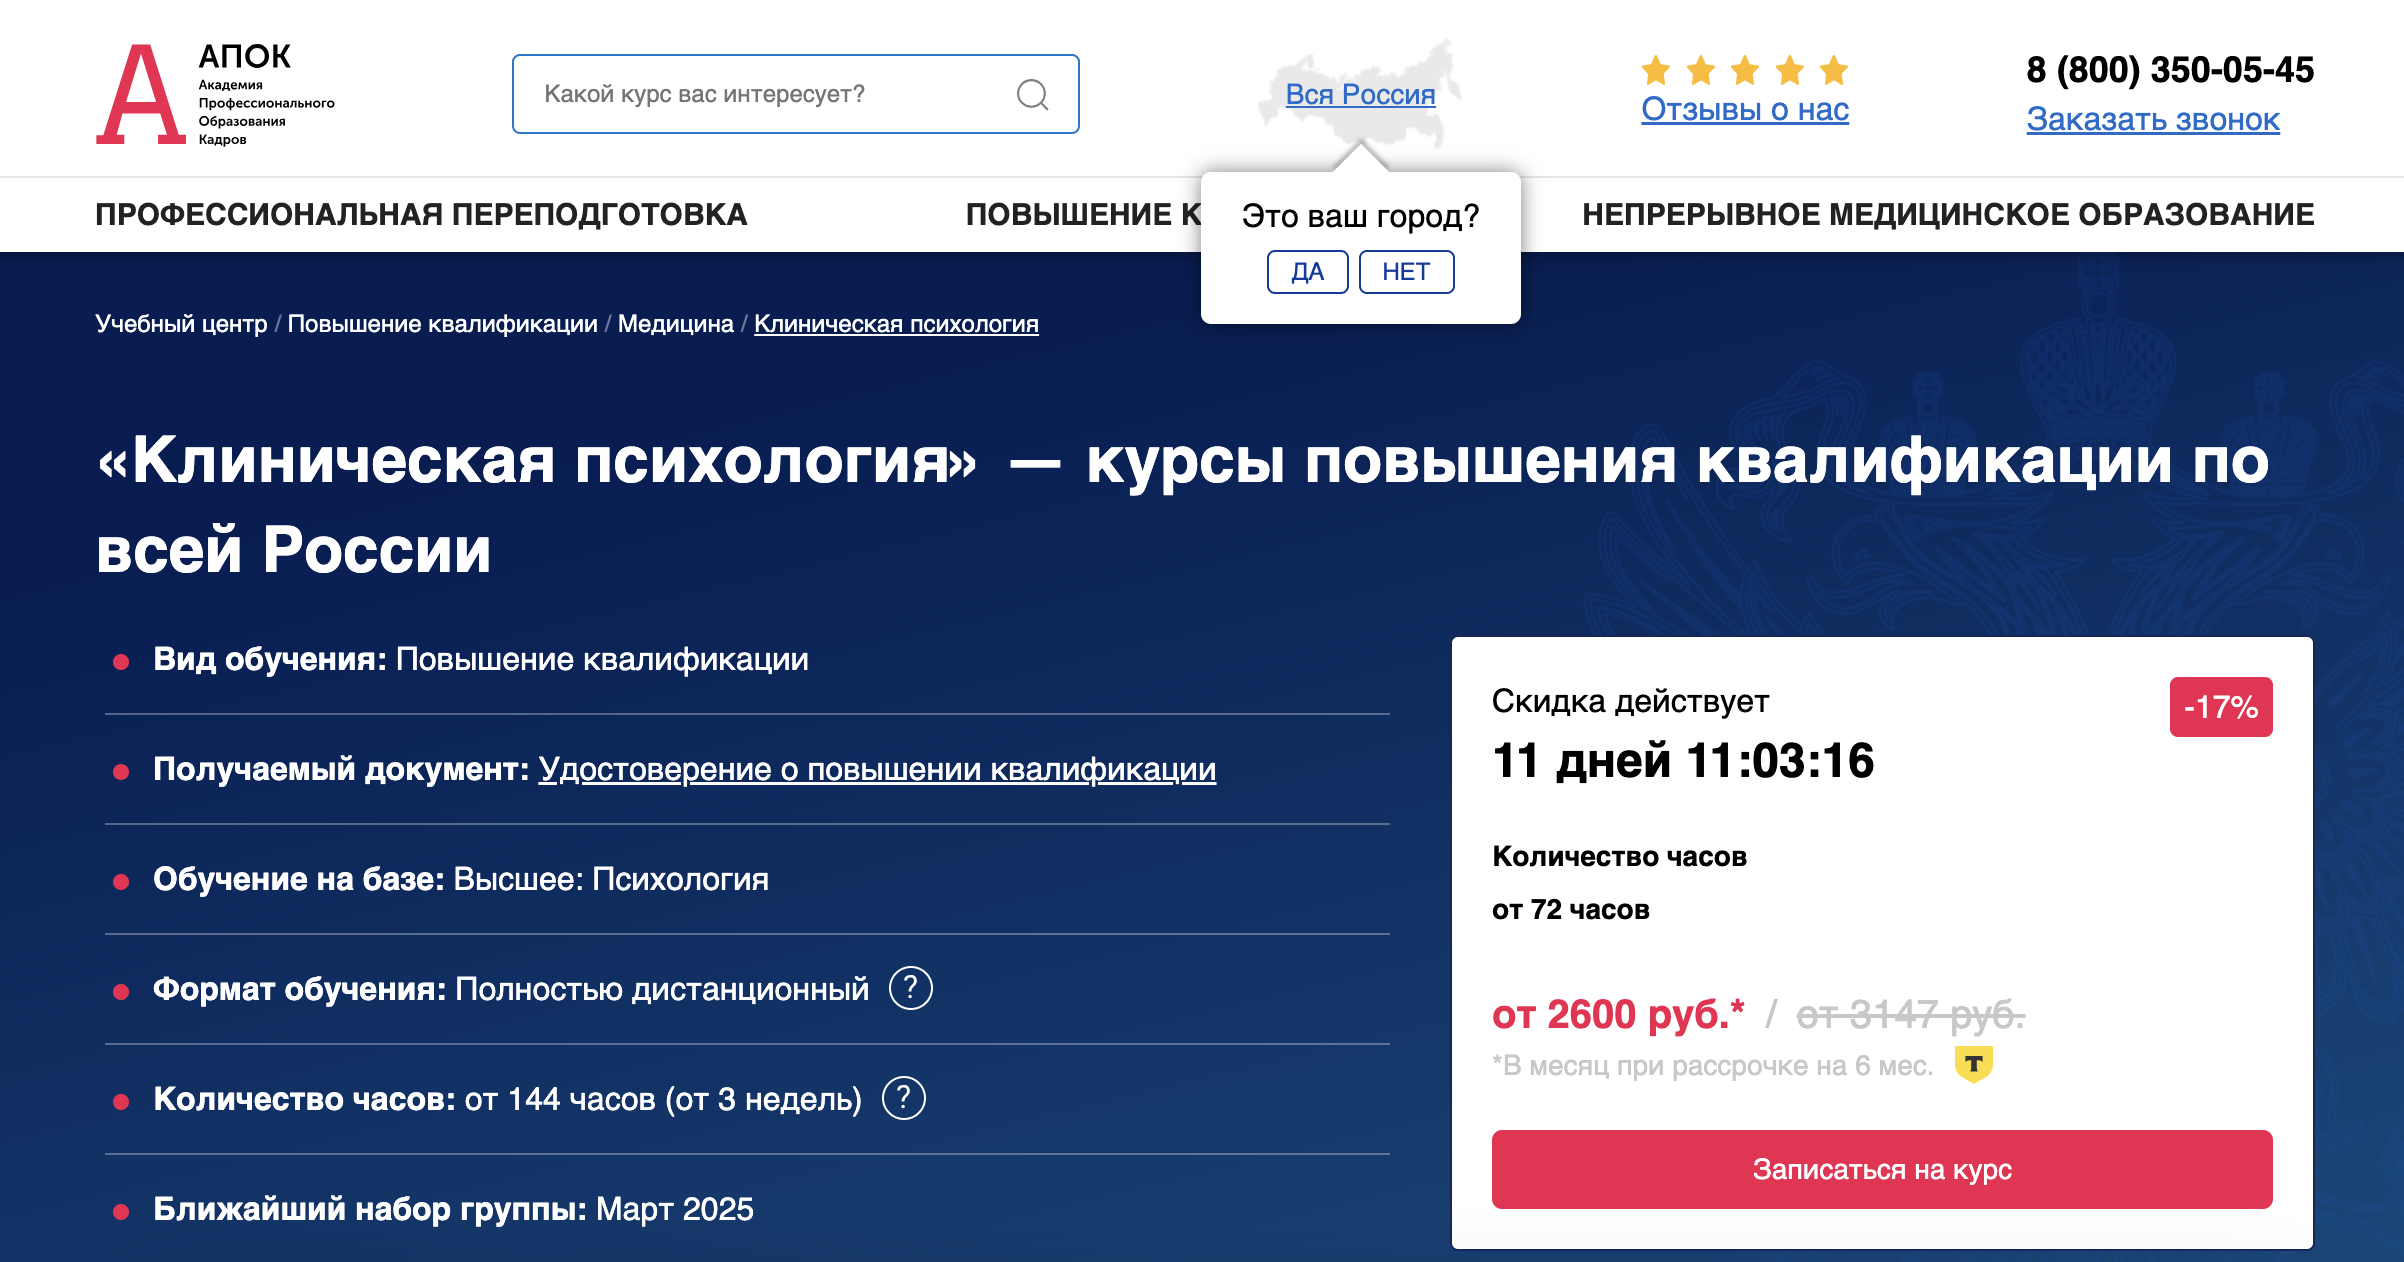 АПОК
Академия
Профессионального
Образования
Кадров
Какой курс вас интересует?
Вся Россия
Отзывы о нас
8 (800) 350-05-45
Заказать звонок
ПРОФЕССИОНАЛЬНАЯ ПЕРЕПОДГОТОВКА
ПОВЫШЕНИЕ К
НЕПРЕРЫВНОЕ МЕДИЦИНСКОЕ ОБРАЗОВАНИЕ
Это ваш город?
ДА НЕТ
Учебный центр / Повышение квалификации / Медицина / Клиническая психология
«Клиническая психология» — курсы повышения квалификации по
всей России
Вид обучения: Повышение квалификации
Получаемый документ: Удостоверение о повышении квалификации
Обучение на базе: Высшее: Психология
Формат обучения: Полностью дистанционный ?
Количество часов: от 144 часов (от 3 недель) ?
Ближайший набор группы: Март 2025
Скидка действует
-17%
11 дней 11:03:16
Количество часов
от 72 часов
от 2600 руб.* / от 3147 руб.
*В месяц при рассрочке на 6 мес. Т
Записаться на курс